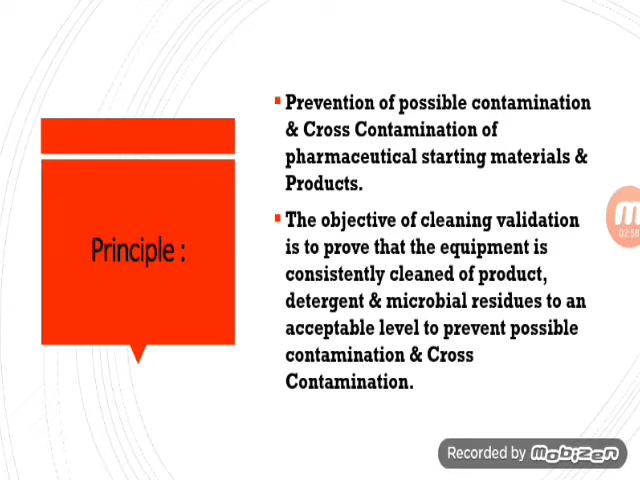 Principle :
Prevention of possible contamination
& Cross Contamination of
pharmaceutical starting materials &
Products.
The objective of cleaning validation
is to prove that the equipment is
consistently cleaned of product,
detergent & microbial residues to an
acceptable level to prevent possible
contamination & Cross
Contamination.
M
02:58
Recorded by mobizen